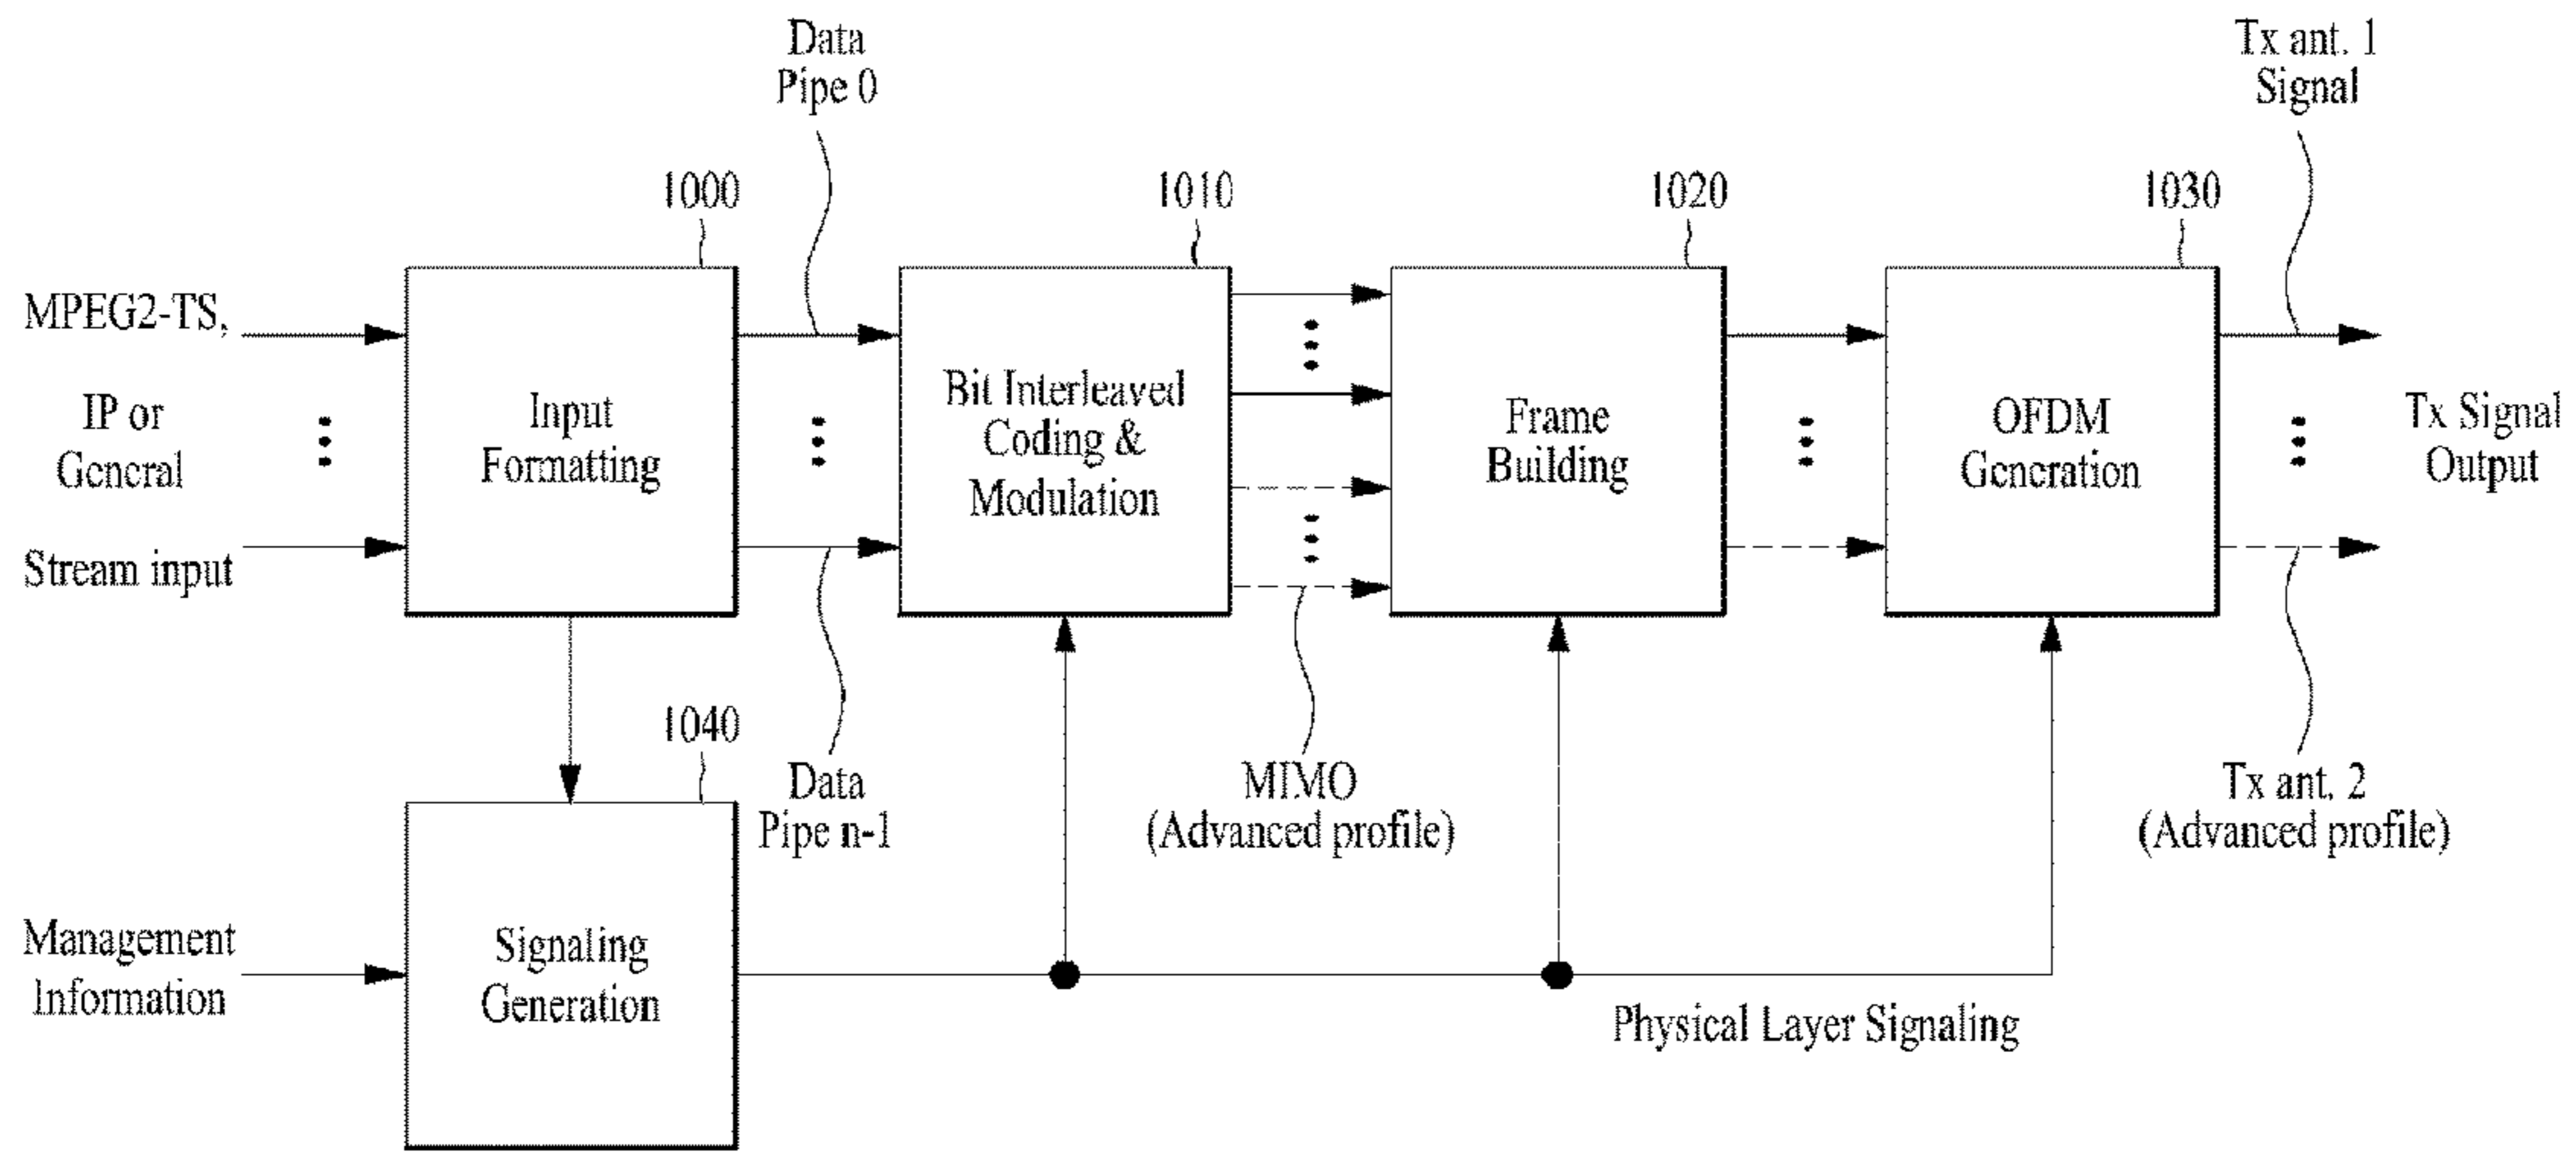 Data
Pipe 0
Tx ant. 1
Signal
1000
1010
1020
1030
MPEG2-TS,
IP or
General
Stream input
Input
Formatting
Bit Interleaved
Coding &
Modulation
Frame
Building
OFDM
Generation
Tx Signal
Output
1040
Data
Pipe n-1
MIMO
(Advanced profile)
Tx ant. 2
(Advanced profile)
Management
Information
Signaling
Generation
Physical Layer Signaling